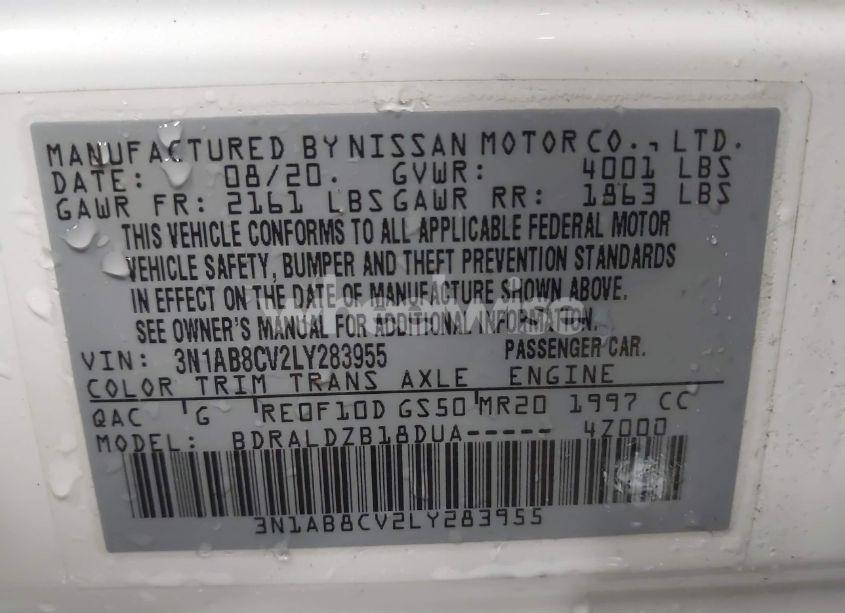 MANUFACTURED BY NISSAN MOTOR CO., LTD.
DATE: 08/20. GVWR: 4001 LBS
GAWR FR: 2161 LBS GAWR RR: 1863 LBS
THIS VEHICLE CONFORMS TO ALL APPLICABLE FEDERAL MOTOR
VEHICLE SAFETY, BUMPER AND THEFT PREVENTION STANDARDS
IN EFFECT ON THE DATE OF MANUFACTURE SHOWN ABOVE.
SEE OWNER'S MANUAL FOR ADDITIONAL INFORMATION.
VIN: 3N1AB8CV2LY283955 PASSENGER CAR.
COLOR TRIM TRANS AXLE ENGINE
QAC G RE0F10D GS50 MR20 1997 CC
MODEL: BDRALDZB18DUA----- 4Z000
3N1AB8CV2LY283955